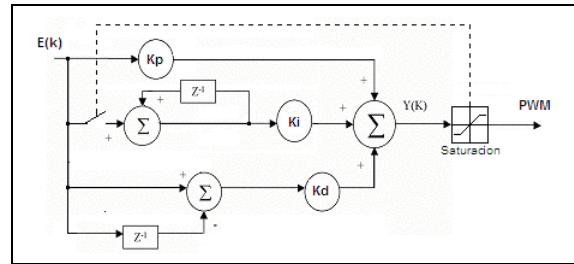 E(k)
Kp
+
Z⁻¹
+
+
Σ
Ki
+
Σ
Y(K)
PWM
Saturacion
+
+
Σ
Kd
-
Z⁻¹